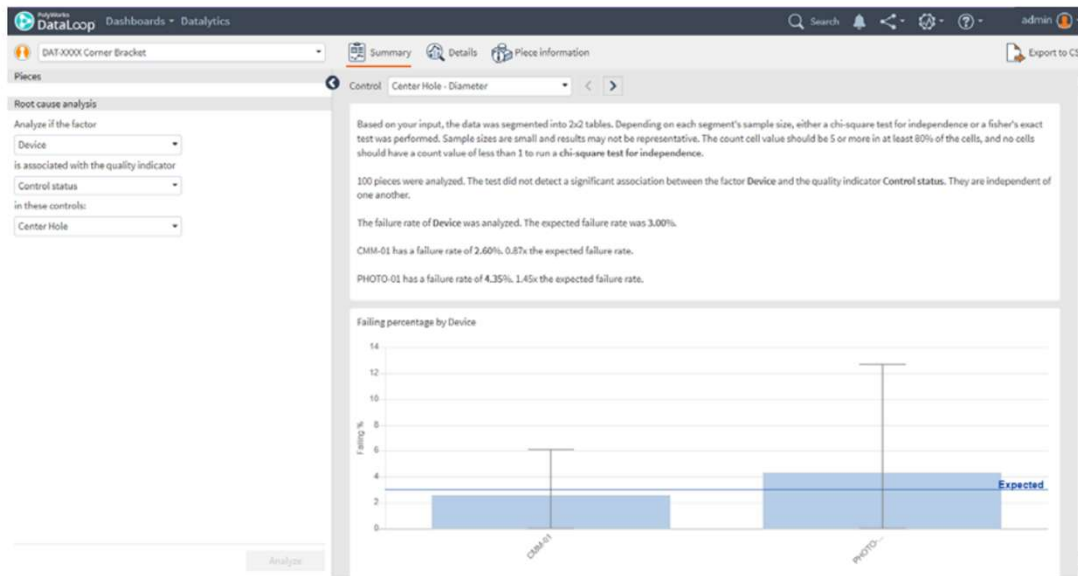 PolyWorks
DataLoop Dashboards Datalytics Search ? admin
DAT-XXXX Corner Bracket Summary Details Piece information Export to CS
Pieces
Control Center Hole - Diameter
Root cause analysis
Analyze if the factor
Device
is associated with the quality indicator
Control status
in these controls:
Center Hole
Analyze
Based on your input, the data was segmented into 2x2 tables. Depending on each segment's sample size, either a chi-square test for independence or a fisher's exact
test was performed. Sample sizes are small and results may not be representative. The count cell value should be 5 or more in at least 80% of the cells, and no cells
should have a count value of less than 1 to run a chi-square test for independence.
100 pieces were analyzed. The test did not detect a significant association between the factor Device and the quality indicator Control status. They are independent of
one another.
The failure rate of Device was analyzed. The expected failure rate was 3.00%.
CMM-01 has a failure rate of 2.60%. 0.87x the expected failure rate.
PHOTO-01 has a failure rate of 4.35%. 1.45x the expected failure rate.
Failing percentage by Device
14
12
10
8
6
4
2
0
Failing %
Expected
CMM-01
PHOTO-...